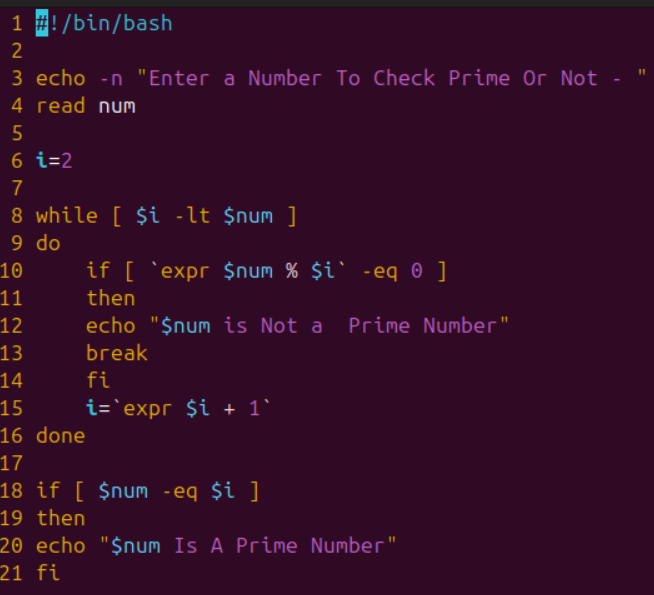 1 #!/bin/bash
2
3 echo -n "Enter a Number To Check Prime Or Not - "
4 read num
5
6 i=2
7
8 while [ $i -lt $num ]
9 do
10     if [ `expr $num % $i` -eq 0 ]
11     then
12     echo "$num is Not a  Prime Number"
13     break
14     fi
15     i=`expr $i + 1`
16 done
17
18 if [ $num -eq $i ]
19 then
20 echo "$num Is A Prime Number"
21 fi